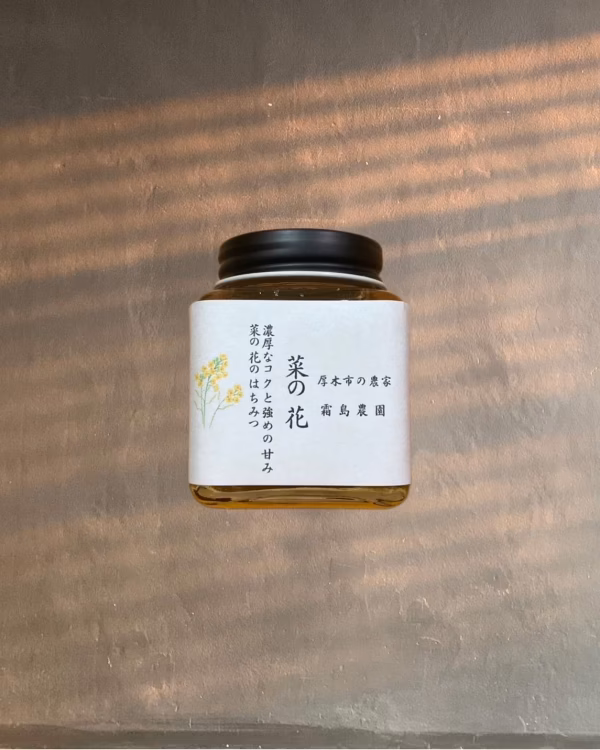 厚木市の農家
霜島農園
菜の花
濃厚なコクと強めの甘み
菜の花のはちみつ